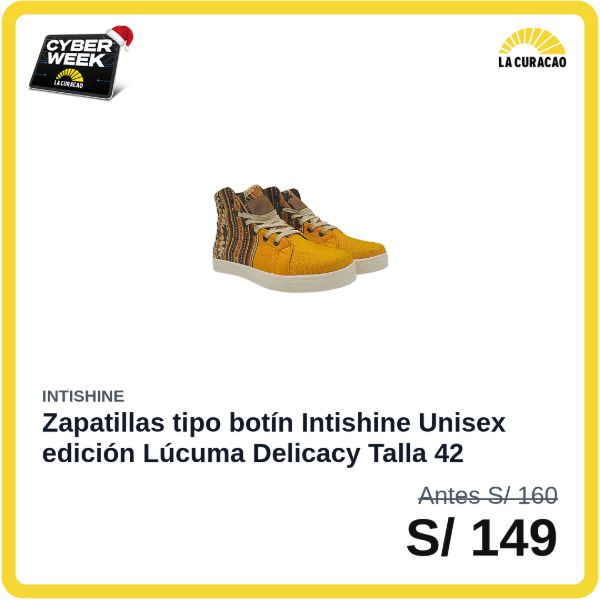 CYBER
WEEK
LA CURACAO
LA CURACAO
INTISHINE
Zapatillas tipo botín Intishine Unisex
edición Lúcuma Delicacy Talla 42
Antes S/ 160
S/ 149